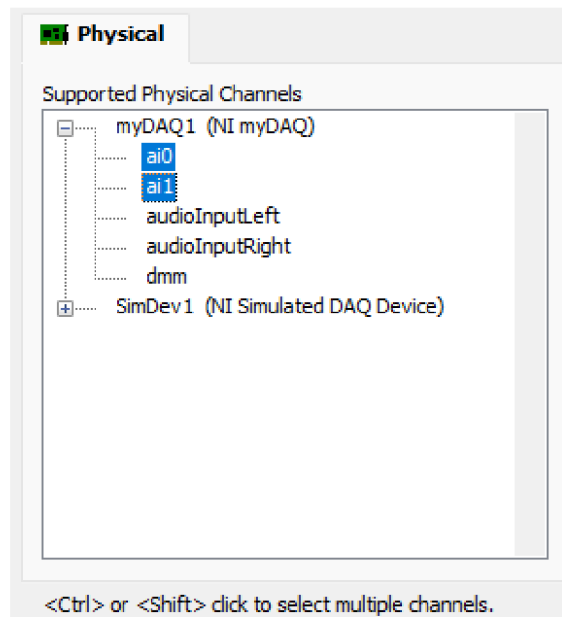 Physical
Supported Physical Channels
myDAQ1 (NI myDAQ)
ai0
ai1
audioInputLeft
audioInputRight
dmm
SimDev1 (NI Simulated DAQ Device)
<Ctrl> or <Shift> click to select multiple channels.